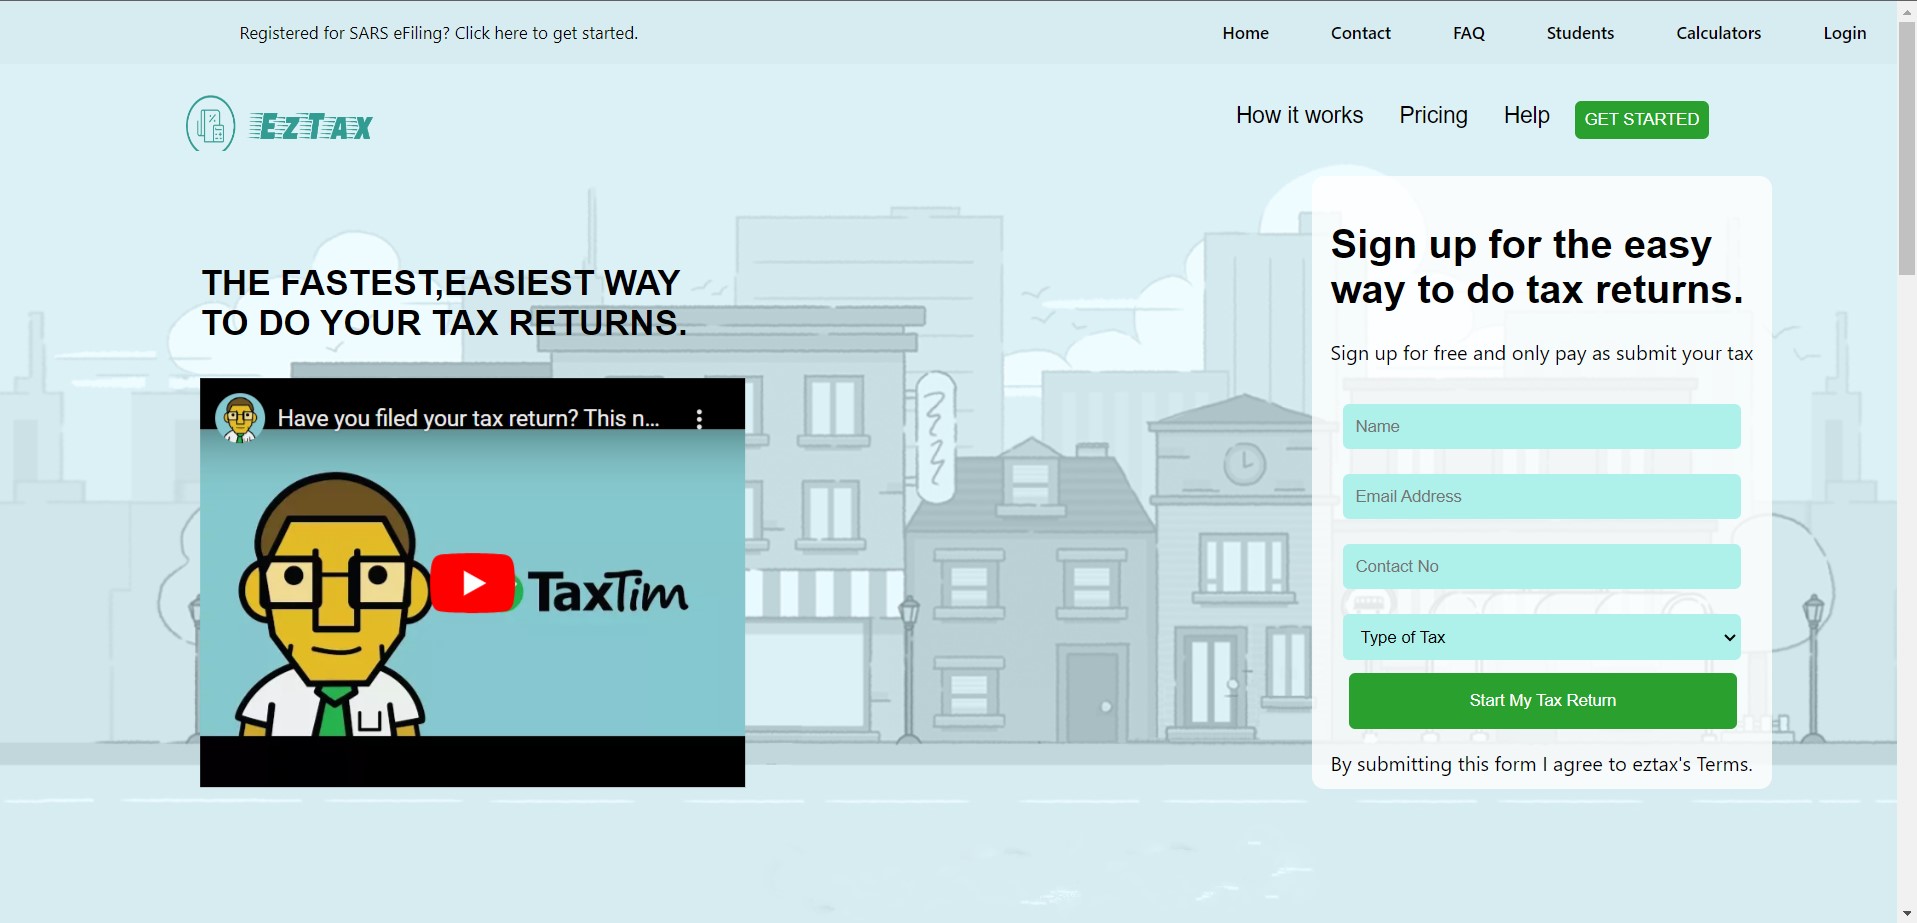 Registered for SARS eFiling? Click here to get started.
Home Contact FAQ Students Calculators Login
EzTax
How it works Pricing Help GET STARTED
THE FASTEST,EASIEST WAY
TO DO YOUR TAX RETURNS.
Have you filed your tax return? This n...
TaxTim
Sign up for the easy
way to do tax returns.
Sign up for free and only pay as submit your tax
Name
Email Address
Contact No
Type of Tax
Start My Tax Return
By submitting this form I agree to eztax's Terms.